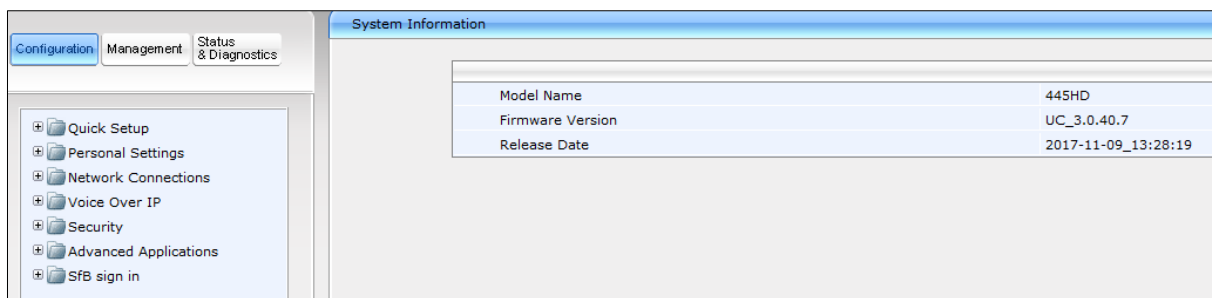 Configuration
Management
Status
& Diagnostics
Quick Setup
Personal Settings
Network Connections
Voice Over IP
Security
Advanced Applications
SfB sign in
System Information
Model Name 445HD
Firmware Version UC_3.0.40.7
Release Date 2017-11-09_13:28:19